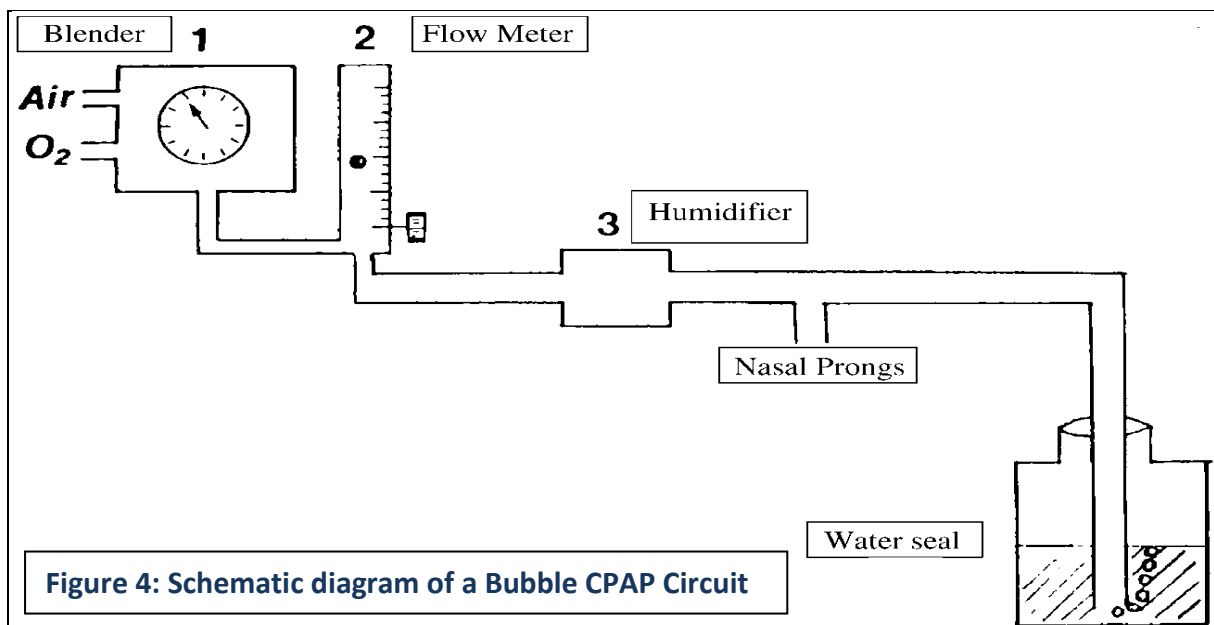 Blender
1
2
Flow Meter
Air
O₂
3
Humidifier
Nasal Prongs
Water seal
Figure 4: Schematic diagram of a Bubble CPAP Circuit